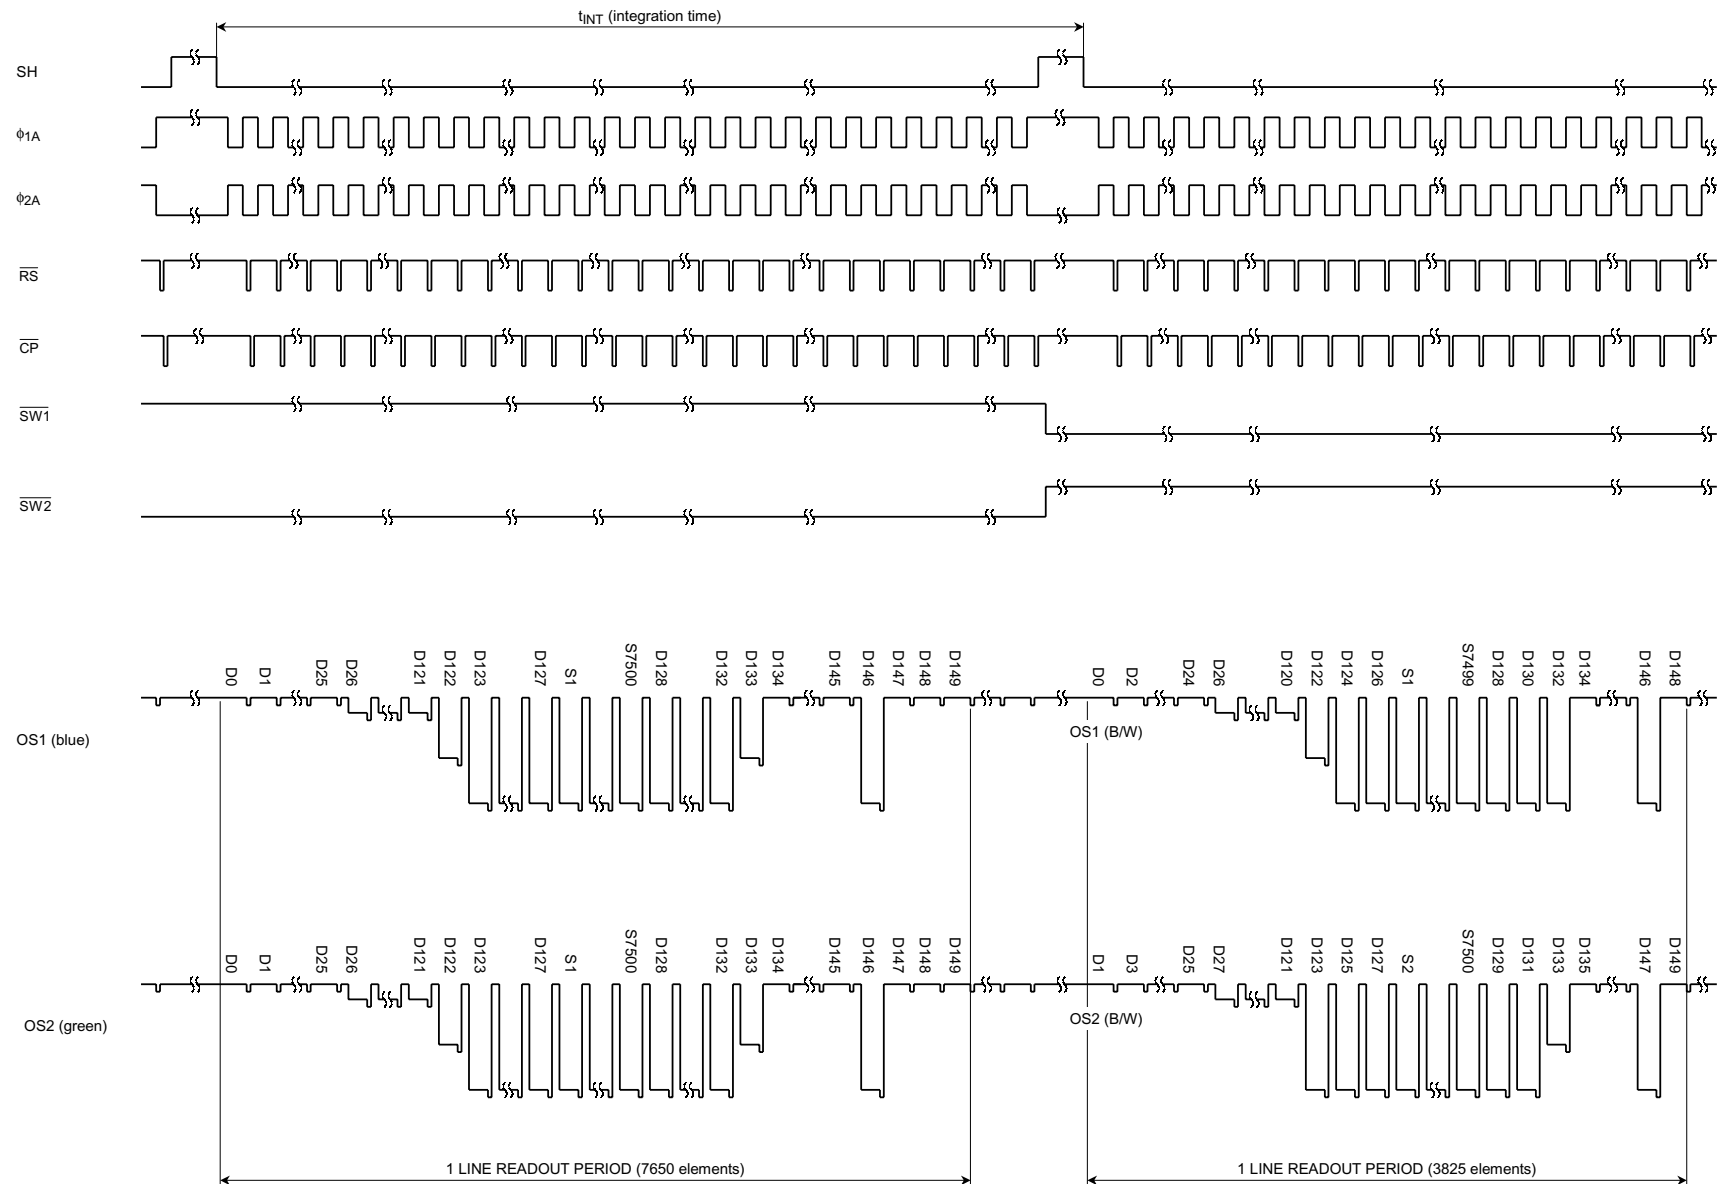 tINT (integration time)
SH
ϕ1A
ϕ2A
RS
CP
SW1
SW2
D0 D1 D25 D26 D121 D122 D123 D127 S1 S7500 D128 D132 D133 D134 D145 D146 D147 D148 D149 D0 D2 D24 D26 D120 D122 D124 D126 S1 S7499 D128 D130 D132 D134 D146 D148
OS1 (blue)
OS1 (B/W)
D0 D1 D25 D26 D121 D122 D123 D127 S1 S7500 D128 D132 D133 D134 D145 D146 D147 D148 D149 D1 D3 D25 D27 D121 D123 D125 D127 S2 S7500 D129 D131 D133 D135 D147 D149
OS2 (green)
OS2 (B/W)
1 LINE READOUT PERIOD (7650 elements)
1 LINE READOUT PERIOD (3825 elements)